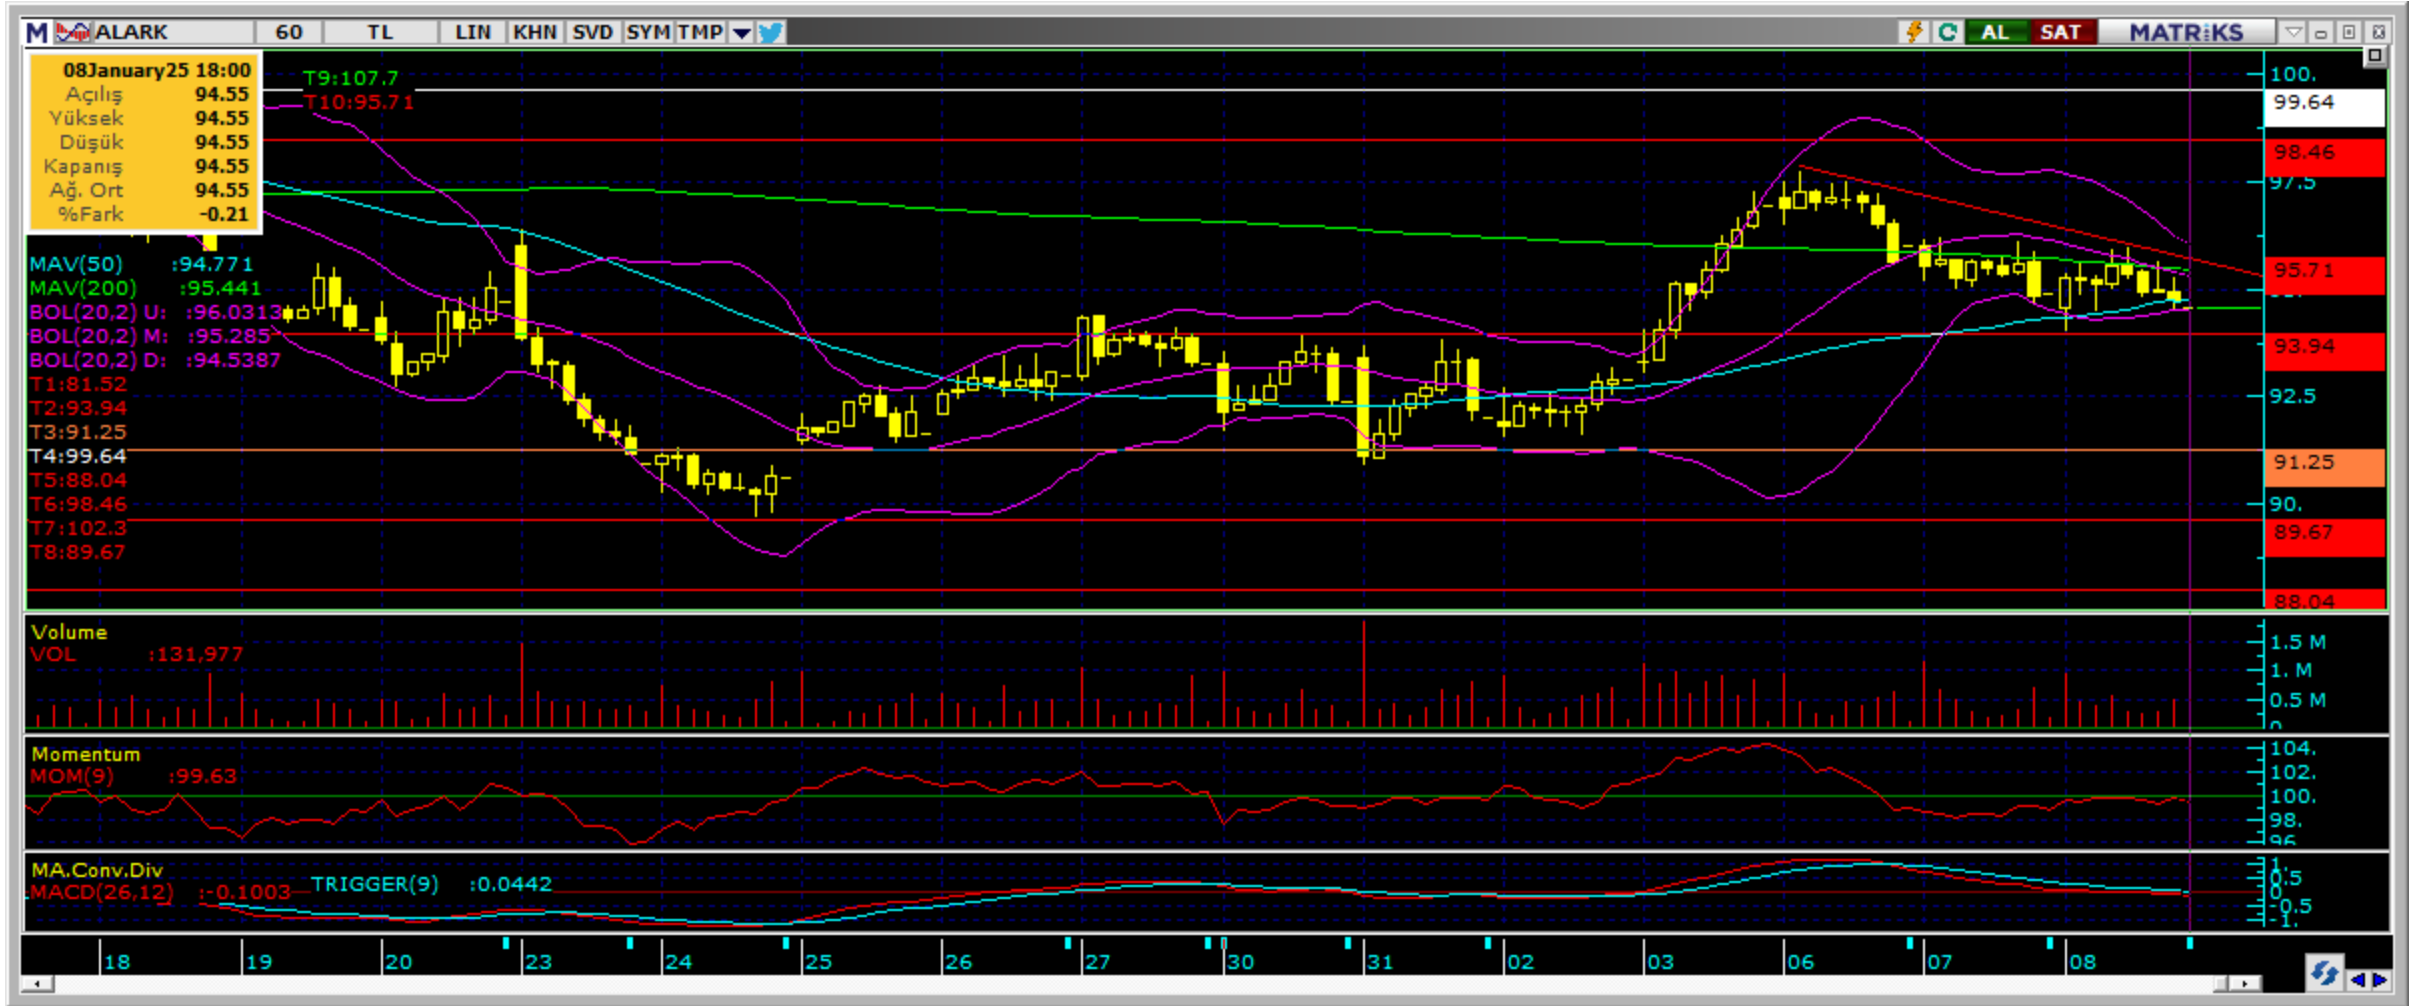 M ALARK 60 TL LIN KHN SVD SYM TMP AL SAT MATRiKS
08January25 18:00
Açılış 94.55
Yüksek 94.55
Düşük 94.55
Kapanış 94.55
Ağ. Ort 94.55
%Fark -0.21
T9:107.7
T10:95.71
MAV(50) :94.771
MAV(200) :95.441
BOL(20,2) U: :96.0313
BOL(20,2) M: :95.285
BOL(20,2) D: :94.5387
T1:81.52
T2:93.94
T3:91.25
T4:99.64
T5:88.04
T6:98.46
T7:102.3
T8:89.67
100.
99.64
98.46
97.5
95.71
93.94
92.5
91.25
90.
89.67
88.04
Volume
VOL :131,977
1.5 M
1. M
0.5 M
0
Momentum
MOM(9) :99.63
104.
102.
100.
98.
96
MA.Conv.Div
MACD(26,12) :-0.1003 TRIGGER(9) :0.0442
1.
0.5
0
-0.5
-1.
18 19 20 23 24 25 26 27 30 31 02 03 06 07 08